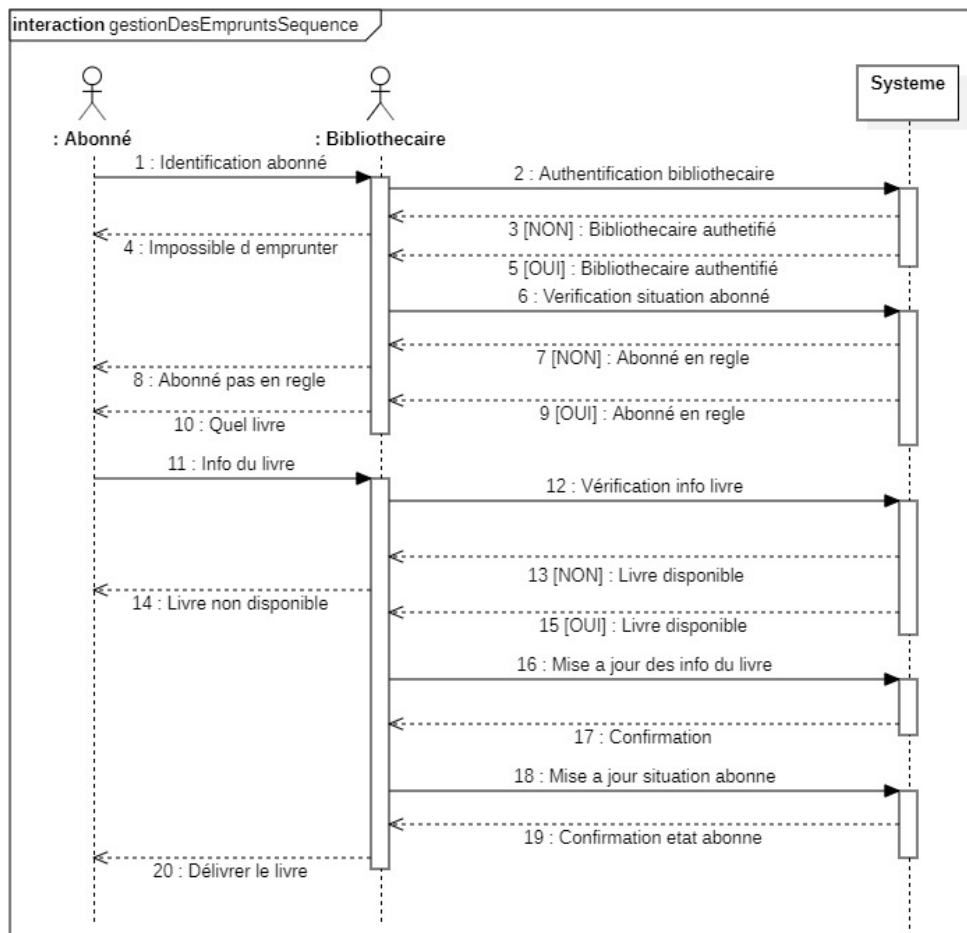 interaction gestionDesEmpruntsSequence
Systeme
: Abonné
: Bibliothecaire
1 : Identification abonné
2 : Authentification bibliothecaire
3 [NON] : Bibliothecaire authetifié
4 : Impossible d emprunter
5 [OUI] : Bibliothecaire authentifié
6 : Verification situation abonné
7 [NON] : Abonné en regle
8 : Abonné pas en regle
9 [OUI] : Abonné en regle
10 : Quel livre
11 : Info du livre
12 : Vérification info livre
13 [NON] : Livre disponible
14 : Livre non disponible
15 [OUI] : Livre disponible
16 : Mise a jour des info du livre
17 : Confirmation
18 : Mise a jour situation abonne
19 : Confirmation etat abonne
20 : Délivrer le livre